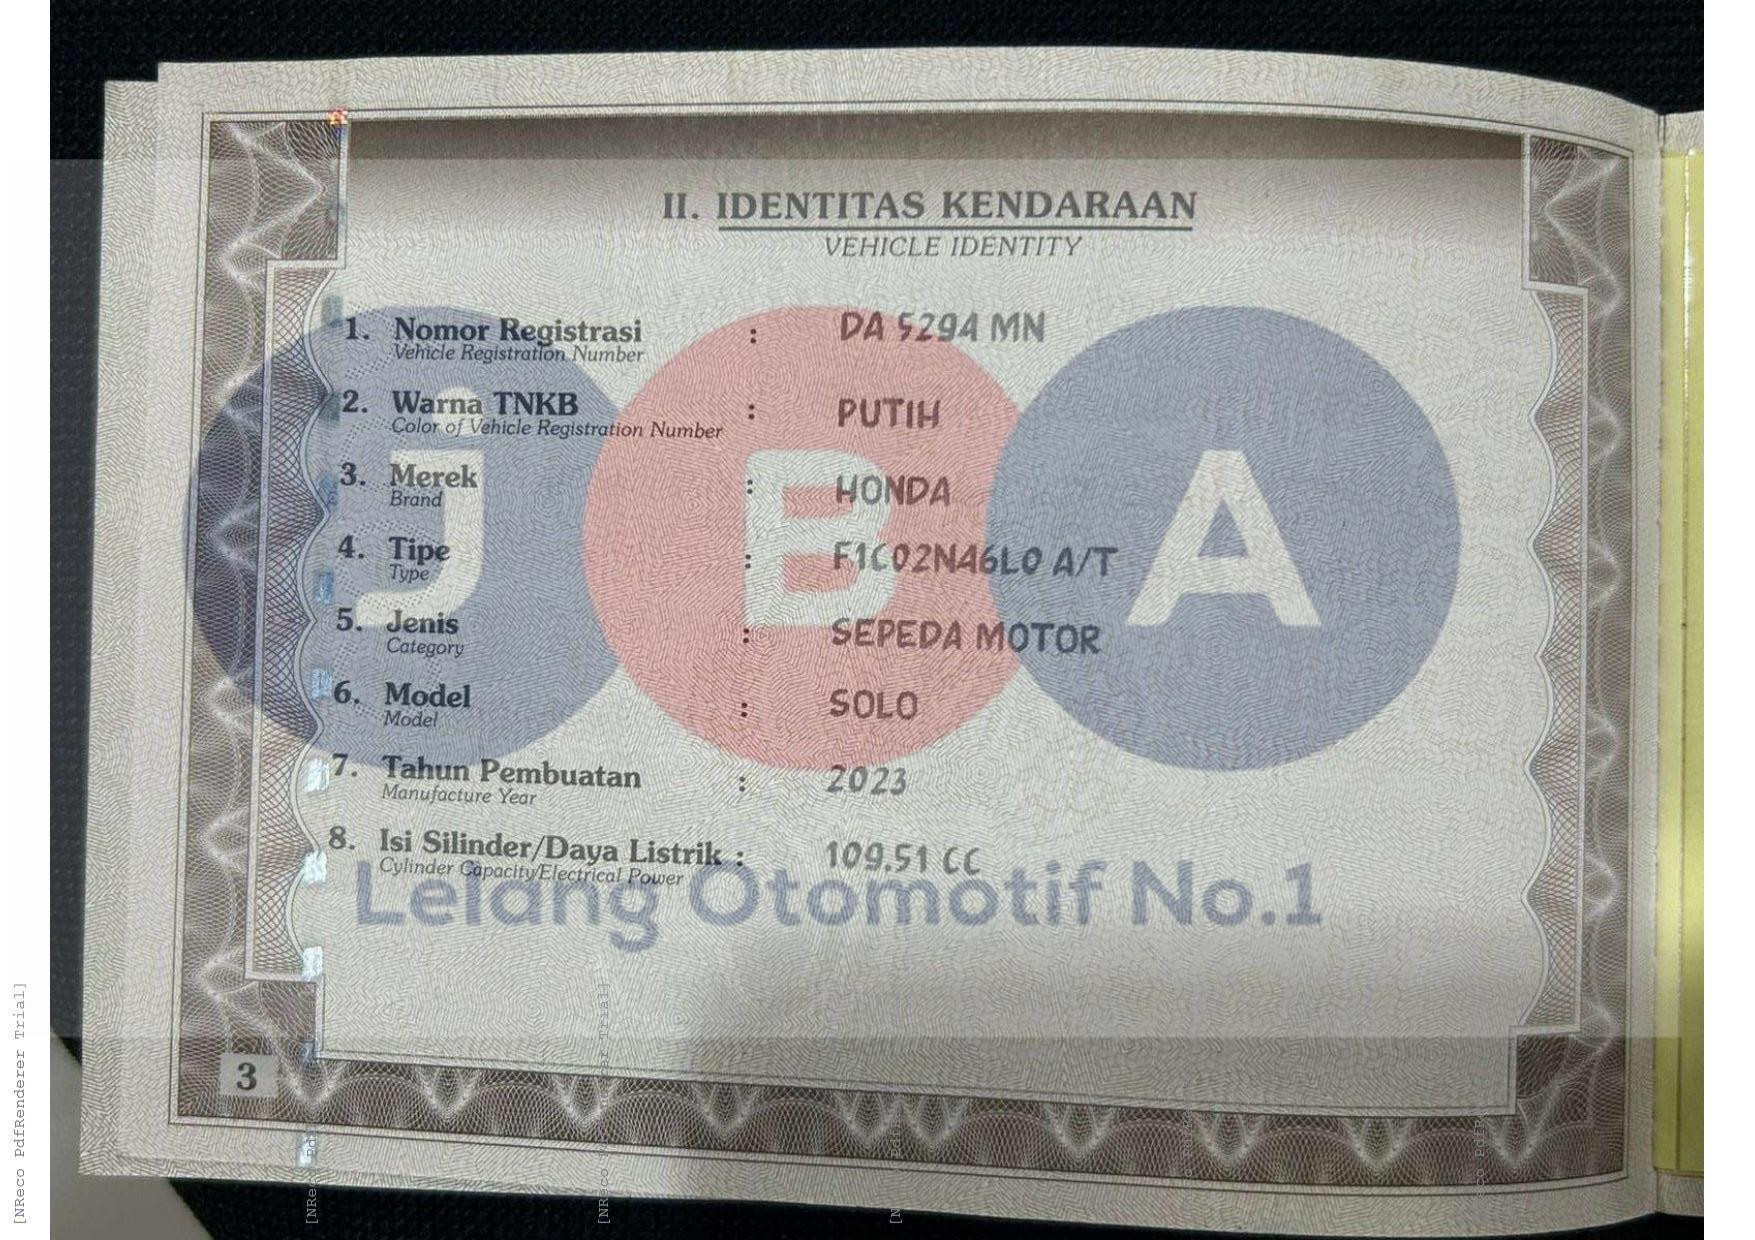 II. IDENTITAS KENDARAAN
VEHICLE IDENTITY
1. Nomor Registrasi : DA 5294 MN
Vehicle Registration Number
2. Warna TNKB : PUTIH
Color of Vehicle Registration Number
3. Merek : HONDA
Brand
4. Tipe : F1C02N46L0 A/T
Type
5. Jenis : SEPEDA MOTOR
Category
6. Model : SOLO
Model
7. Tahun Pembuatan : 2023
Manufacture Year
8. Isi Silinder/Daya Listrik : 109.51 CC
Cylinder Capacity/Electrical Power
J B A
Lelang Otomotif No.1
3
[NReco PdfRenderer Trial]